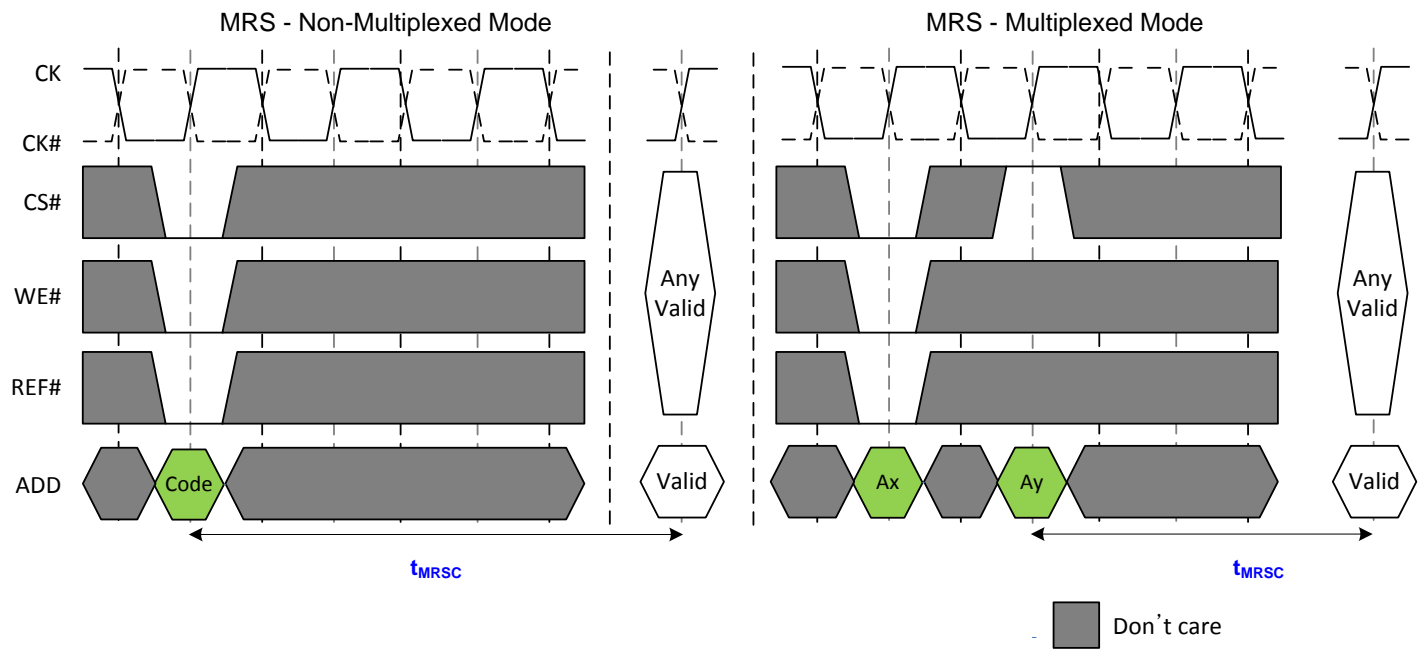 MRS - Non-Multiplexed Mode
MRS - Multiplexed Mode
CK
CK#
CS#
WE#
REF#
ADD
Any
Valid
Any
Valid
Code
Valid
Ax
Ay
Valid
tMRSC
tMRSC
Don't care